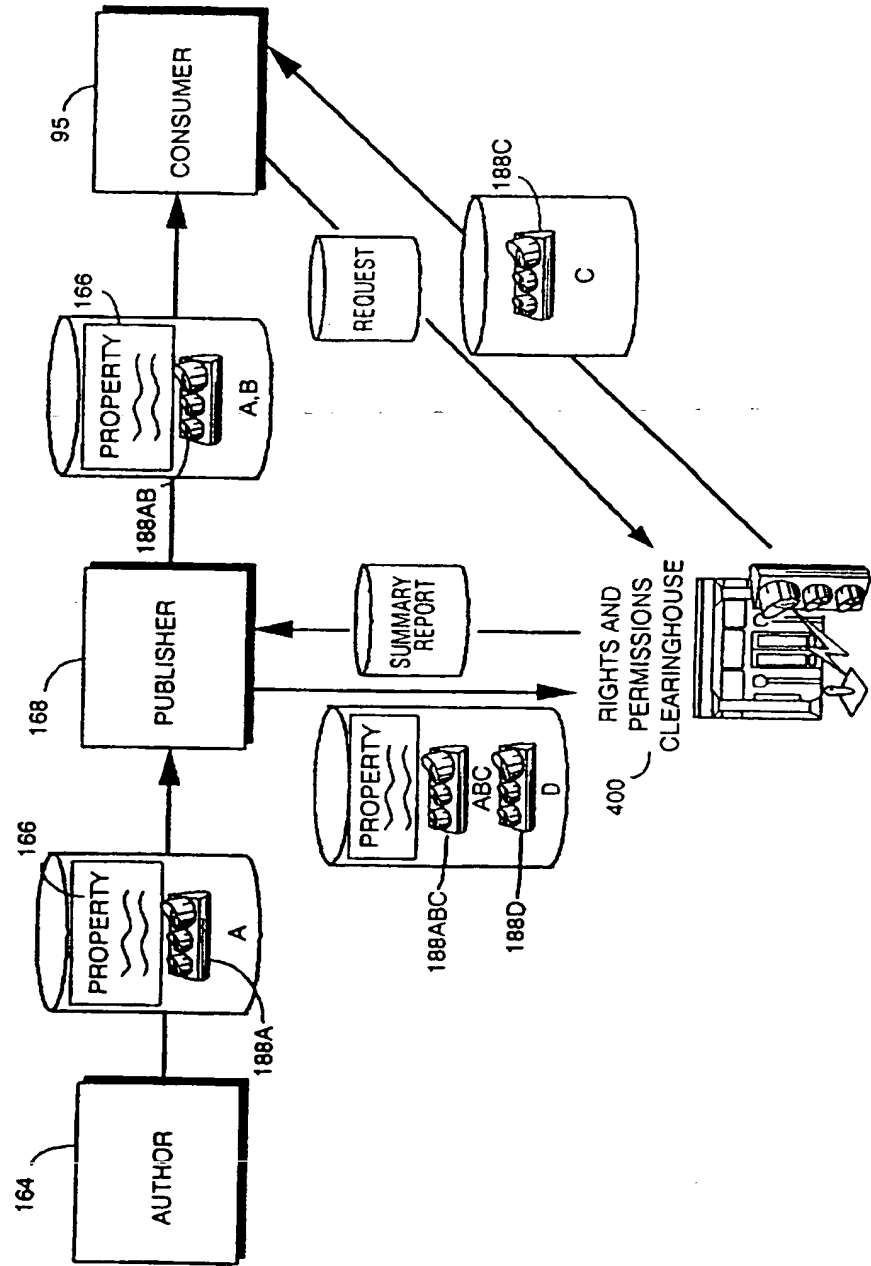 164
AUTHOR
166
PROPERTY
A
188A
168
PUBLISHER
188AB
166
PROPERTY
A,B
95
CONSUMER
PROPERTY
188ABC
ABC
188D
D
SUMMARY
REPORT
REQUEST
188C
C
400
RIGHTS AND
PERMISSIONS
CLEARINGHOUSE